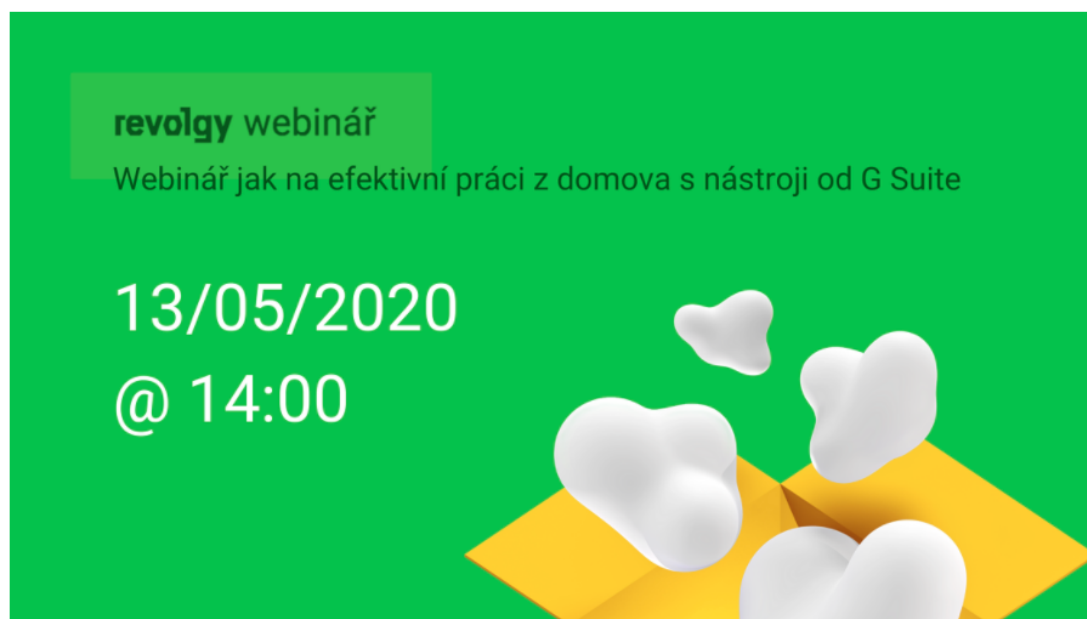 revolgy webinář
Webinář jak na efektivní práci z domova s nástroji od G Suite
13/05/2020
@ 14:00